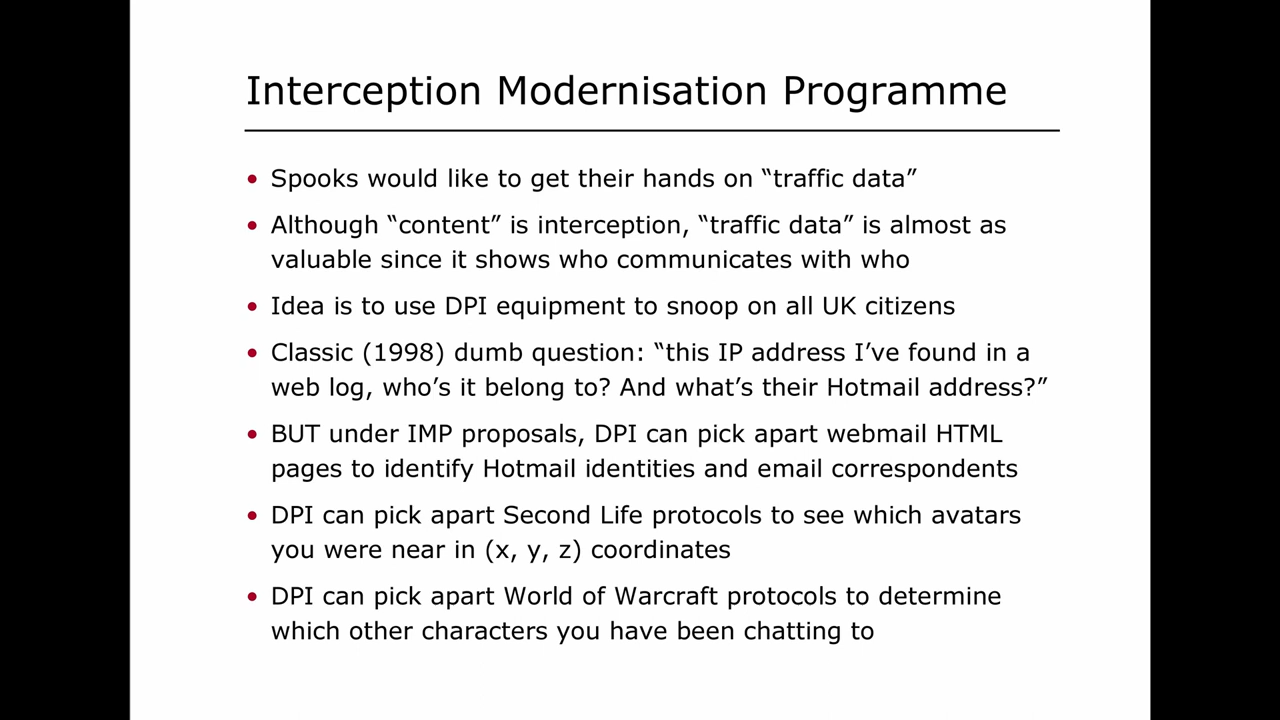 Interception Modernisation Programme
• Spooks would like to get their hands on “traffic data”
• Although “content” is interception, “traffic data” is almost as
valuable since it shows who communicates with who
• Idea is to use DPI equipment to snoop on all UK citizens
• Classic (1998) dumb question: “this IP address I’ve found in a
web log, who’s it belong to? And what’s their Hotmail address?”
• BUT under IMP proposals, DPI can pick apart webmail HTML
pages to identify Hotmail identities and email correspondents
• DPI can pick apart Second Life protocols to see which avatars
you were near in (x, y, z) coordinates
• DPI can pick apart World of Warcraft protocols to determine
which other characters you have been chatting to